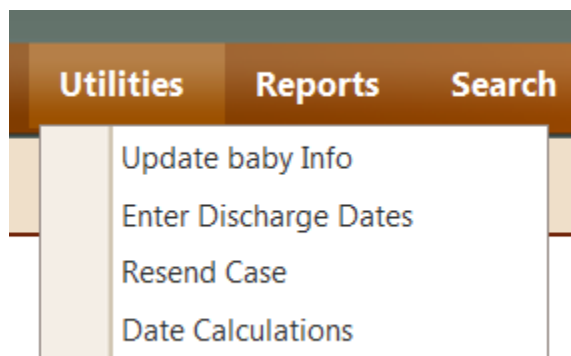 Utilities Reports Search
Update baby Info
Enter Discharge Dates
Resend Case
Date Calculations